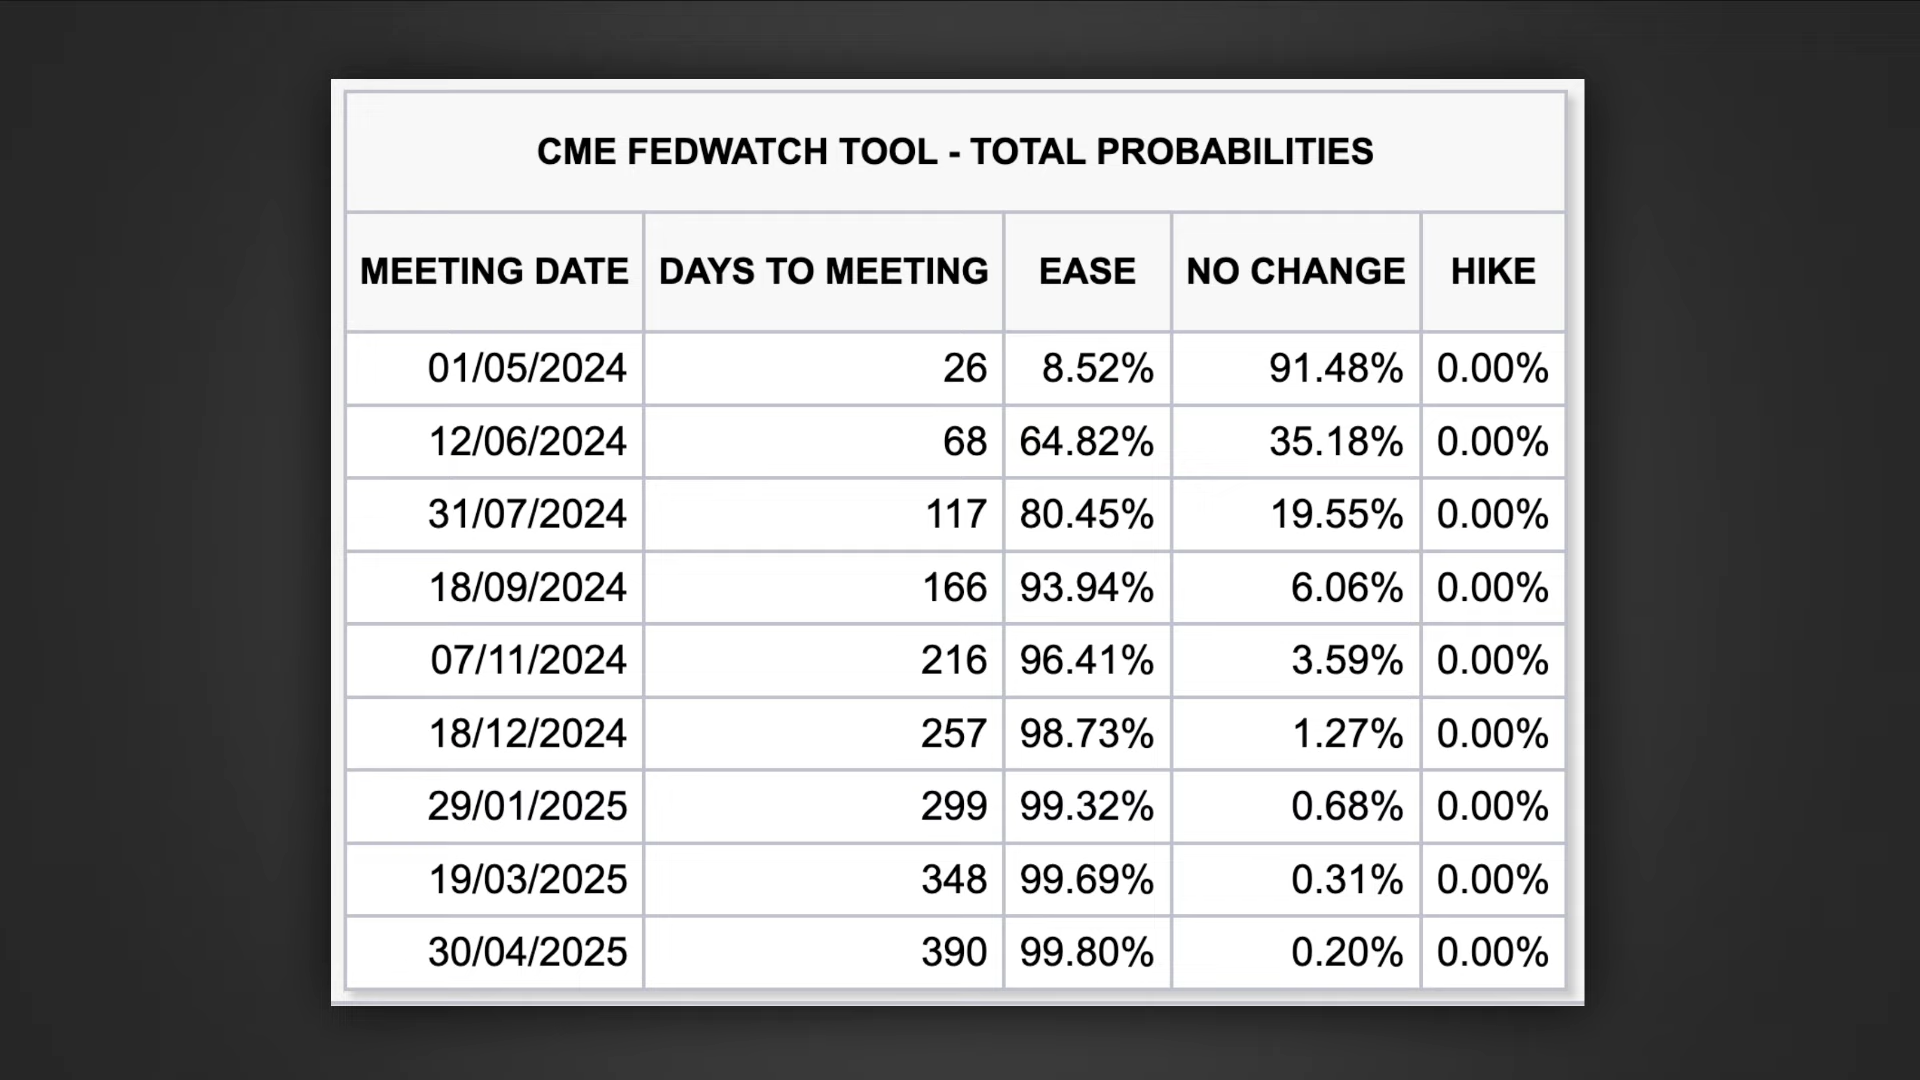 CME FEDWATCH TOOL - TOTAL PROBABILITIES
MEETING DATE DAYS TO MEETING EASE NO CHANGE HIKE
01/05/2024 26 8.52% 91.48% 0.00%
12/06/2024 68 64.82% 35.18% 0.00%
31/07/2024 117 80.45% 19.55% 0.00%
18/09/2024 166 93.94% 6.06% 0.00%
07/11/2024 216 96.41% 3.59% 0.00%
18/12/2024 257 98.73% 1.27% 0.00%
29/01/2025 299 99.32% 0.68% 0.00%
19/03/2025 348 99.69% 0.31% 0.00%
30/04/2025 390 99.80% 0.20% 0.00%